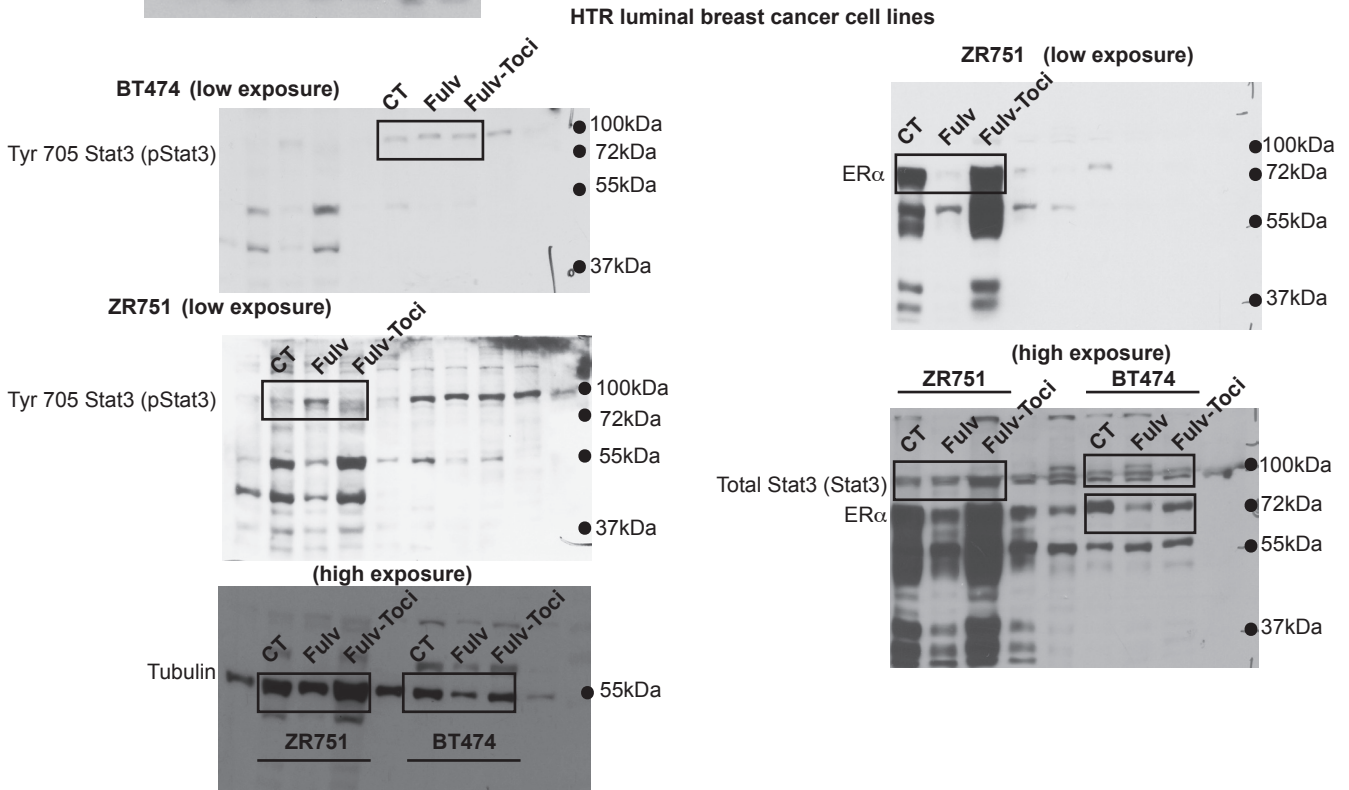 HTR luminal breast cancer cell lines
BT474 (low exposure)
CT Fulv Fulv-Toci
Tyr 705 Stat3 (pStat3)
100kDa
72kDa
55kDa
37kDa
ZR751 (low exposure)
CT Fulv Fulv-Toci
Tyr 705 Stat3 (pStat3)
100kDa
72kDa
55kDa
37kDa
(high exposure)
CT Fulv Fulv-Toci CT Fulv Fulv-Toci
Tubulin
55kDa
ZR751 BT474
ZR751 (low exposure)
CT Fulv Fulv-Toci
ERα
100kDa
72kDa
55kDa
37kDa
(high exposure)
ZR751 BT474
CT Fulv Fulv-Toci CT Fulv Fulv-Toci
Total Stat3 (Stat3)
ERα
100kDa
72kDa
55kDa
37kDa